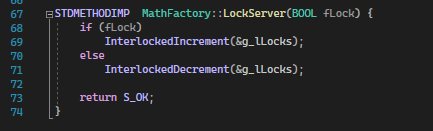 67 STDMETHODIMP MathFactory::LockServer(BOOL fLock) {
68 if (fLock)
69 InterlockedIncrement(&g_lLocks);
70 else
71 InterlockedDecrement(&g_lLocks);
72
73 return S_OK;
74 }